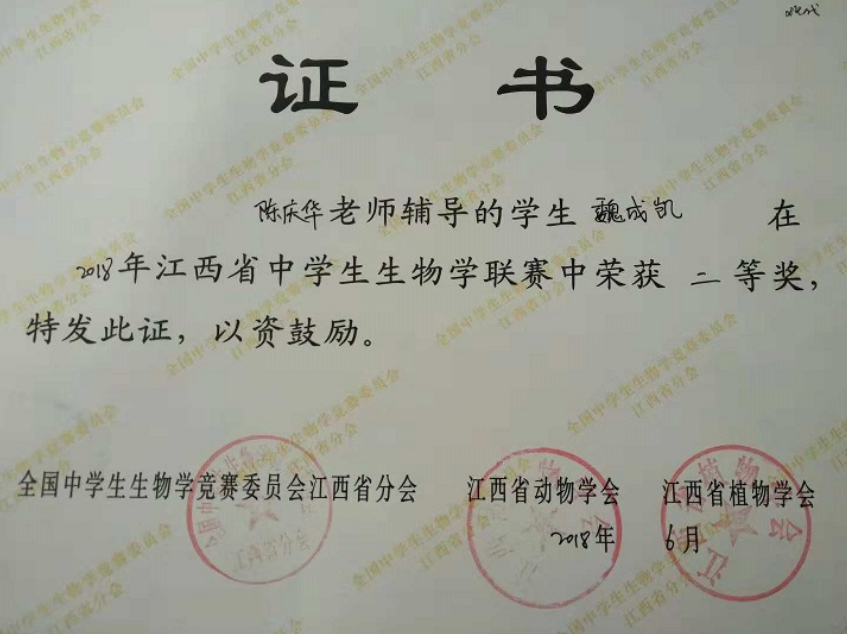 证 书
陈庆华老师辅导的学生 魏成凯 在
2018年江西省中学生生物学联赛中荣获 二 等奖，
特发此证，以资鼓励。
全国中学生生物学竞赛委员会江西省分会 江西省动物学会 江西省植物学会
2018年 6月